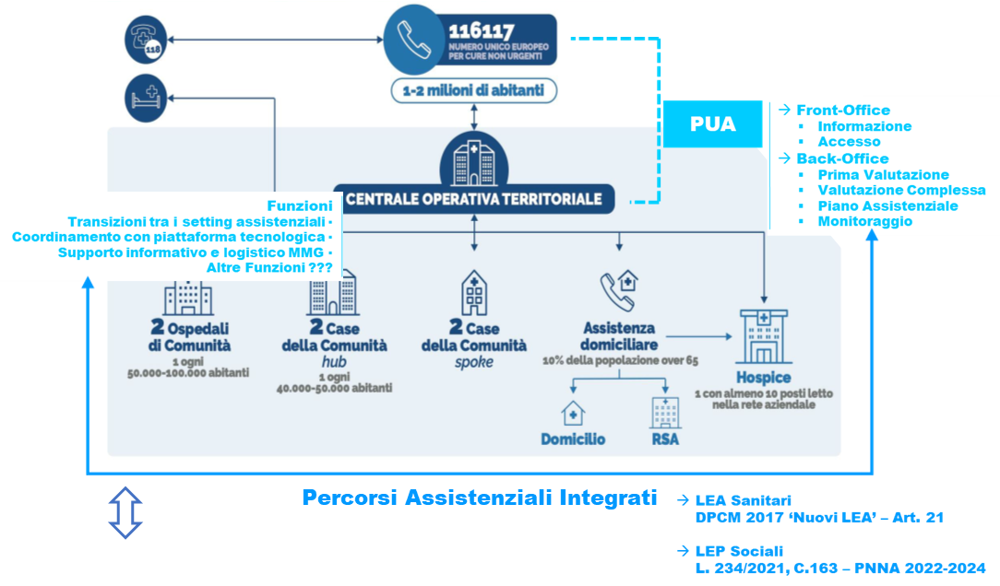 118
116117
NUMERO UNICO EUROPEO
PER CURE NON URGENTI
1-2 milioni di abitanti
PUA
→ Front-Office
▪ Informazione
▪ Accesso
→ Back-Office
▪ Prima Valutazione
▪ Valutazione Complessa
▪ Piano Assistenziale
▪ Monitoraggio
CENTRALE OPERATIVA TERRITORIALE
Funzioni
Transizioni tra i setting assistenziali •
Coordinamento con piattaforma tecnologica •
Supporto informativo e logistico MMG •
Altre Funzioni ???
2 Ospedali
di Comunità
1 ogni
50.000-100.000 abitanti
2 Case
della Comunità
hub
1 ogni
40.000-50.000 abitanti
2 Case
della Comunità
spoke
Assistenza
domiciliare
10% della popolazione over 65
Domicilio
RSA
Hospice
1 con almeno 10 posti letto
nella rete aziendale
Percorsi Assistenziali Integrati
→ LEA Sanitari
DPCM 2017 ‘Nuovi LEA’ – Art. 21
→ LEP Sociali
L. 234/2021, C.163 – PNNA 2022-2024